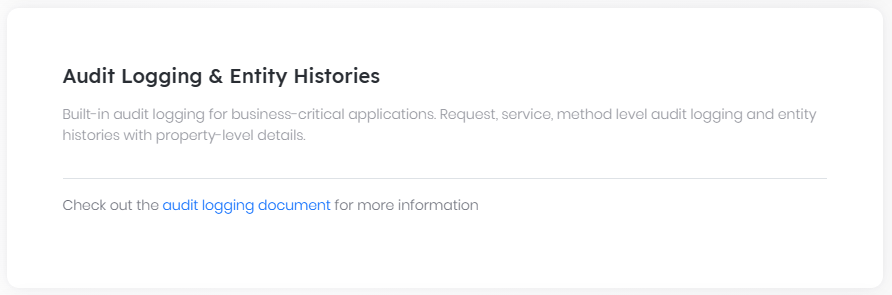 Audit Logging & Entity Histories
Built-in audit logging for business-critical applications. Request, service, method level audit logging and entity
histories with property-level details.
Check out the audit logging document for more information